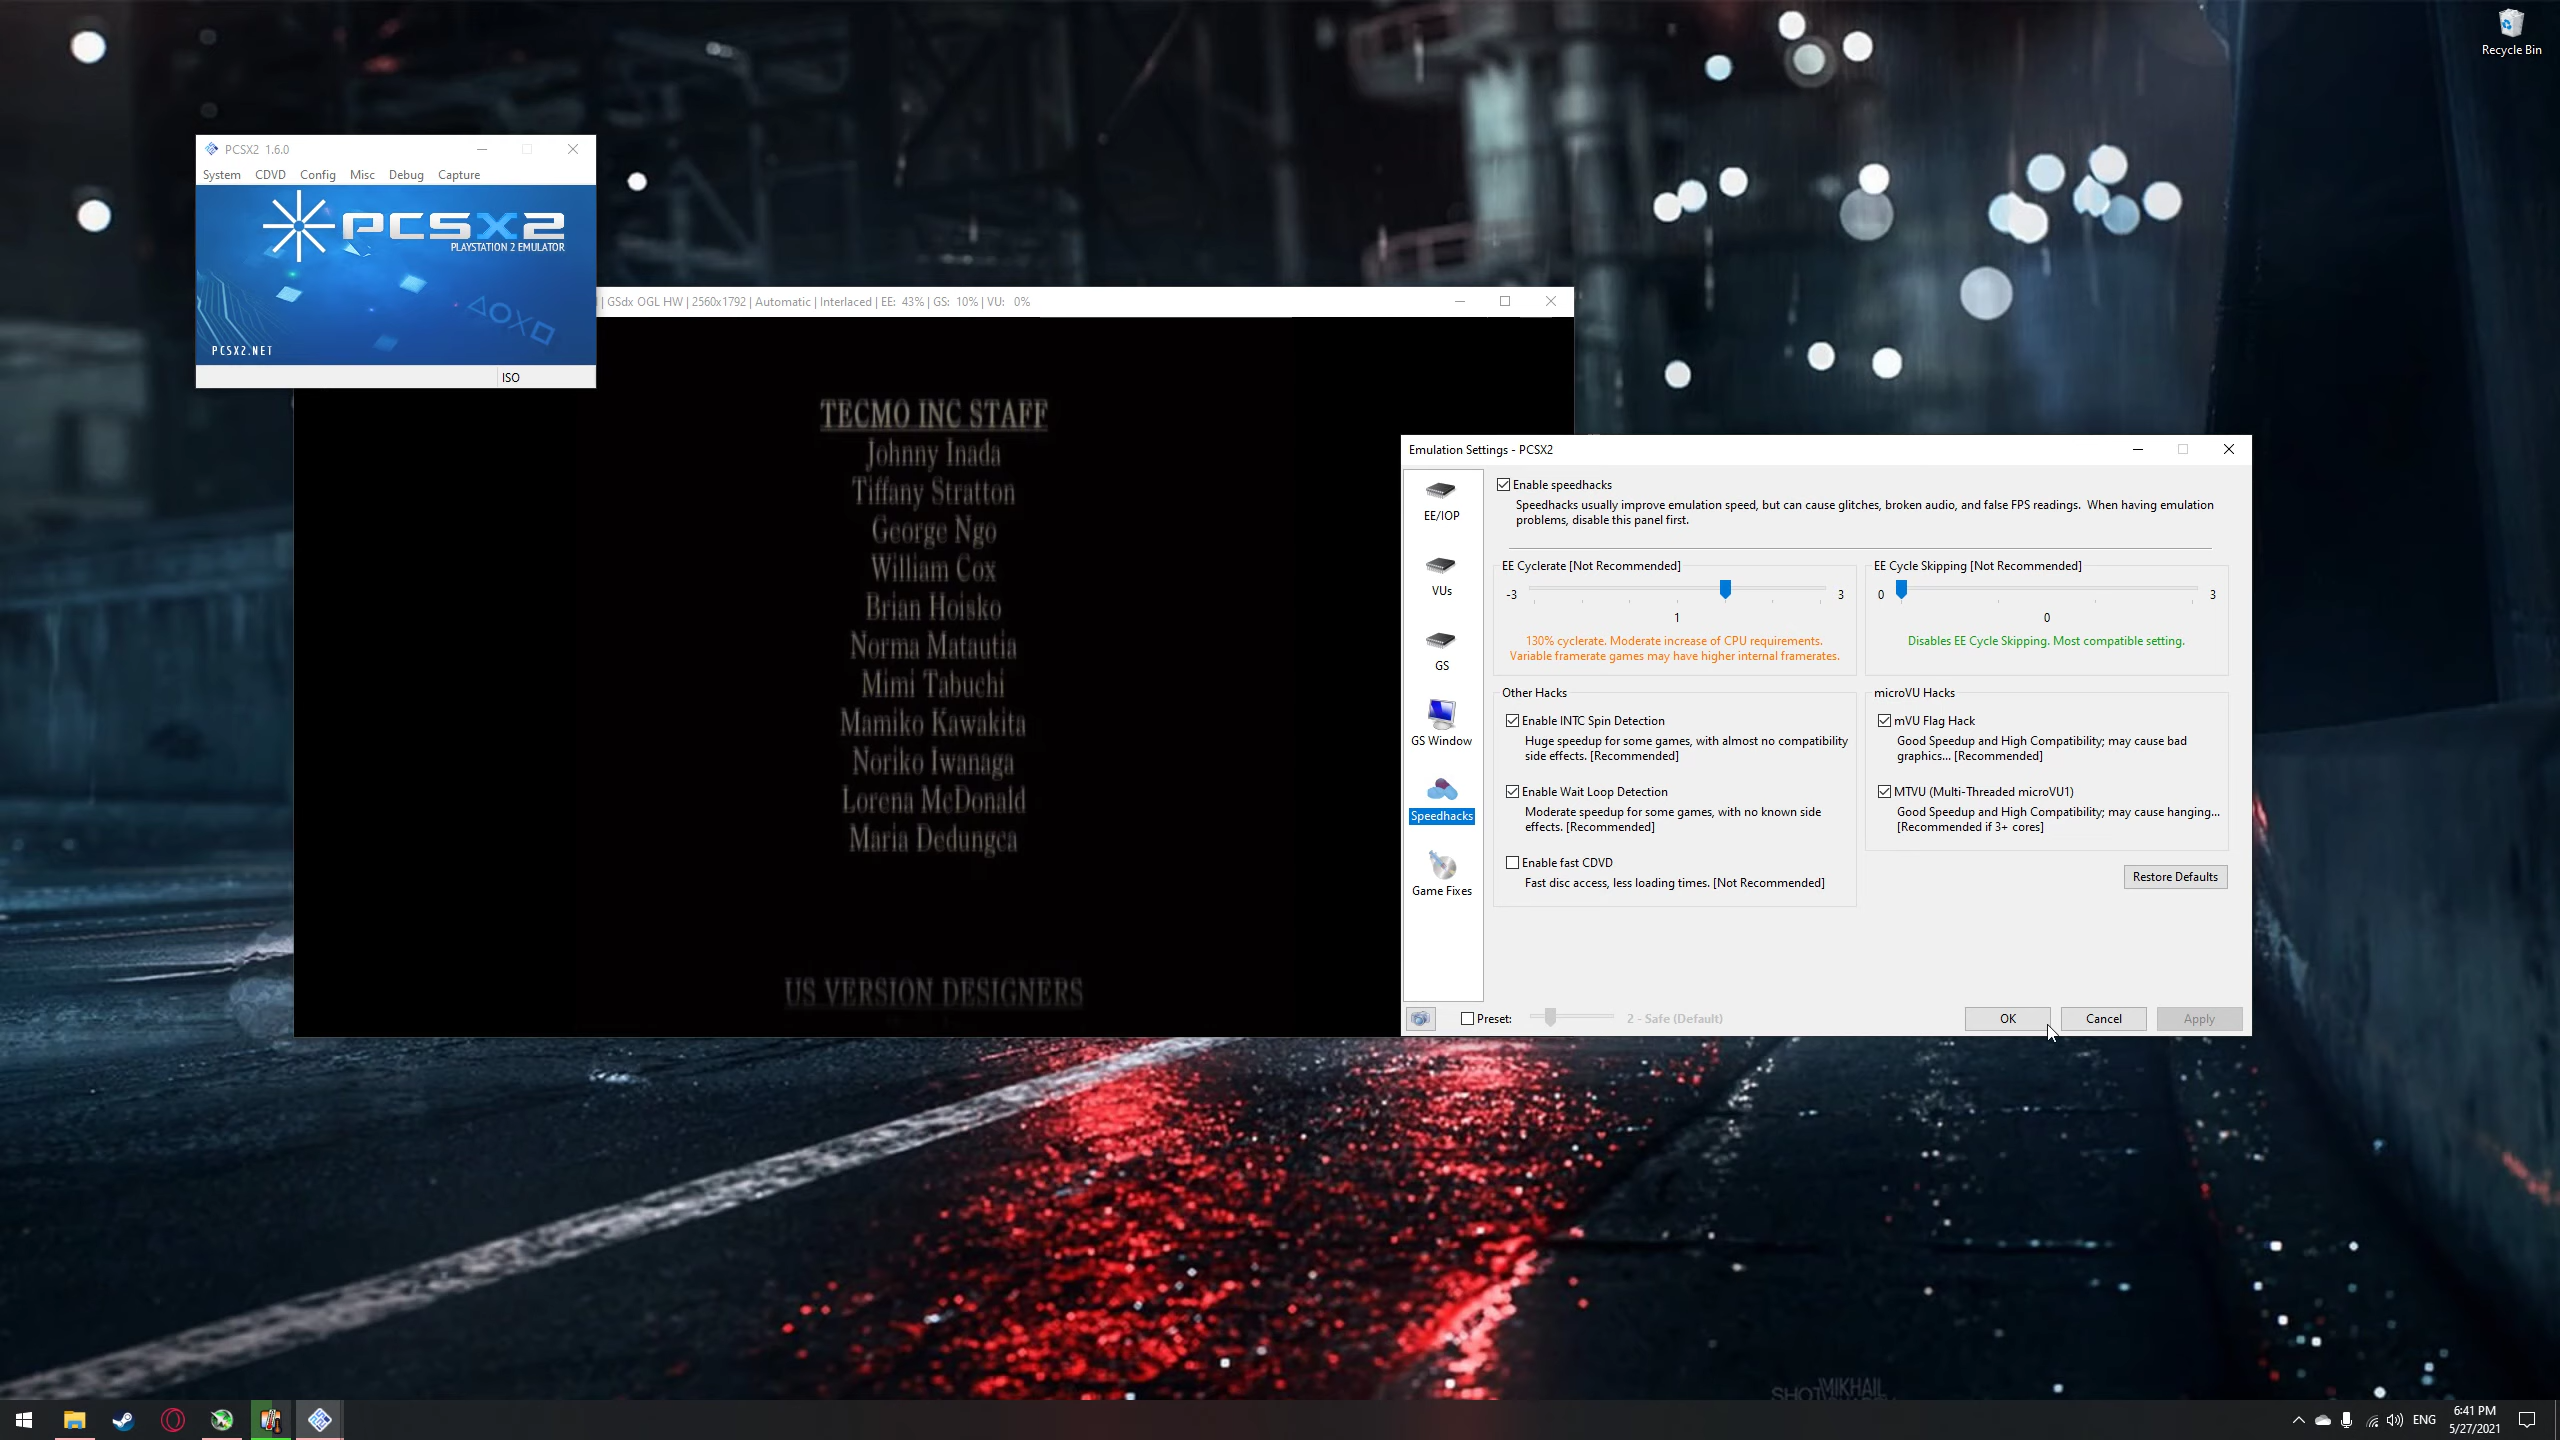 Recycle Bin
PCSX2 1.6.0
System CDVD Config Misc Debug Capture
PCSX2
PLAYSTATION 2 EMULATOR
PCSX2.NET
ISO
| GSdx OGL HW | 2560x1792 | Automatic | Interlaced | EE: 43% | GS: 10% | VU: 0%
TECMO INC STAFF
Johnny Inada
Tiffany Stratton
George Ngo
William Cox
Brian Hoisko
Norma Matautia
Mimi Tabuchi
Mamiko Kawakita
Noriko Iwanaga
Lorena McDonald
Maria Dedungca
US VERSION DESIGNERS
Emulation Settings - PCSX2
EE/IOP
VUs
GS
GS Window
Speedhacks
Game Fixes
Enable speedhacks
Speedhacks usually improve emulation speed, but can cause glitches, broken audio, and false FPS readings. When having emulation
problems, disable this panel first.
EE Cyclerate [Not Recommended]
-3 3
1
130% cyclerate. Moderate increase of CPU requirements.
Variable framerate games may have higher internal framerates.
EE Cycle Skipping [Not Recommended]
0 3
0
Disables EE Cycle Skipping. Most compatible setting.
Other Hacks
Enable INTC Spin Detection
Huge speedup for some games, with almost no compatibility
side effects. [Recommended]
Enable Wait Loop Detection
Moderate speedup for some games, with no known side
effects. [Recommended]
Enable fast CDVD
Fast disc access, less loading times. [Not Recommended]
microVU Hacks
mVU Flag Hack
Good Speedup and High Compatibility; may cause bad
graphics... [Recommended]
MTVU (Multi-Threaded microVU1)
Good Speedup and High Compatibility; may cause hanging...
[Recommended if 3+ cores]
Restore Defaults
Preset: 2 - Safe (Default)
OK Cancel Apply
MIKHAIL
ENG
6:41 PM
5/27/2021